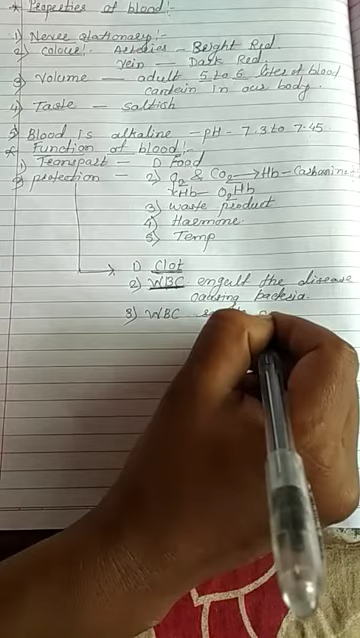 * Properties of blood:-
1) Never stationary:-
2) Colour:- Arteries - Bright Red
Vein — Dark Red.
3) Volume — adult 5 to 6 liter of blood
contein in our body.
4) Taste — saltish
5) Blood is alkaline - pH - 7.3 to 7.45.
* Function of blood:-
1) Transport — 1) Food
2) protection — 2) O2 & CO2 → Hb -
Hb - O2Hb
3) waste product
4) Haemone.
5) Temp
1) Clot
2) WBC engulf the disease
causing bacteria.
3) WBC